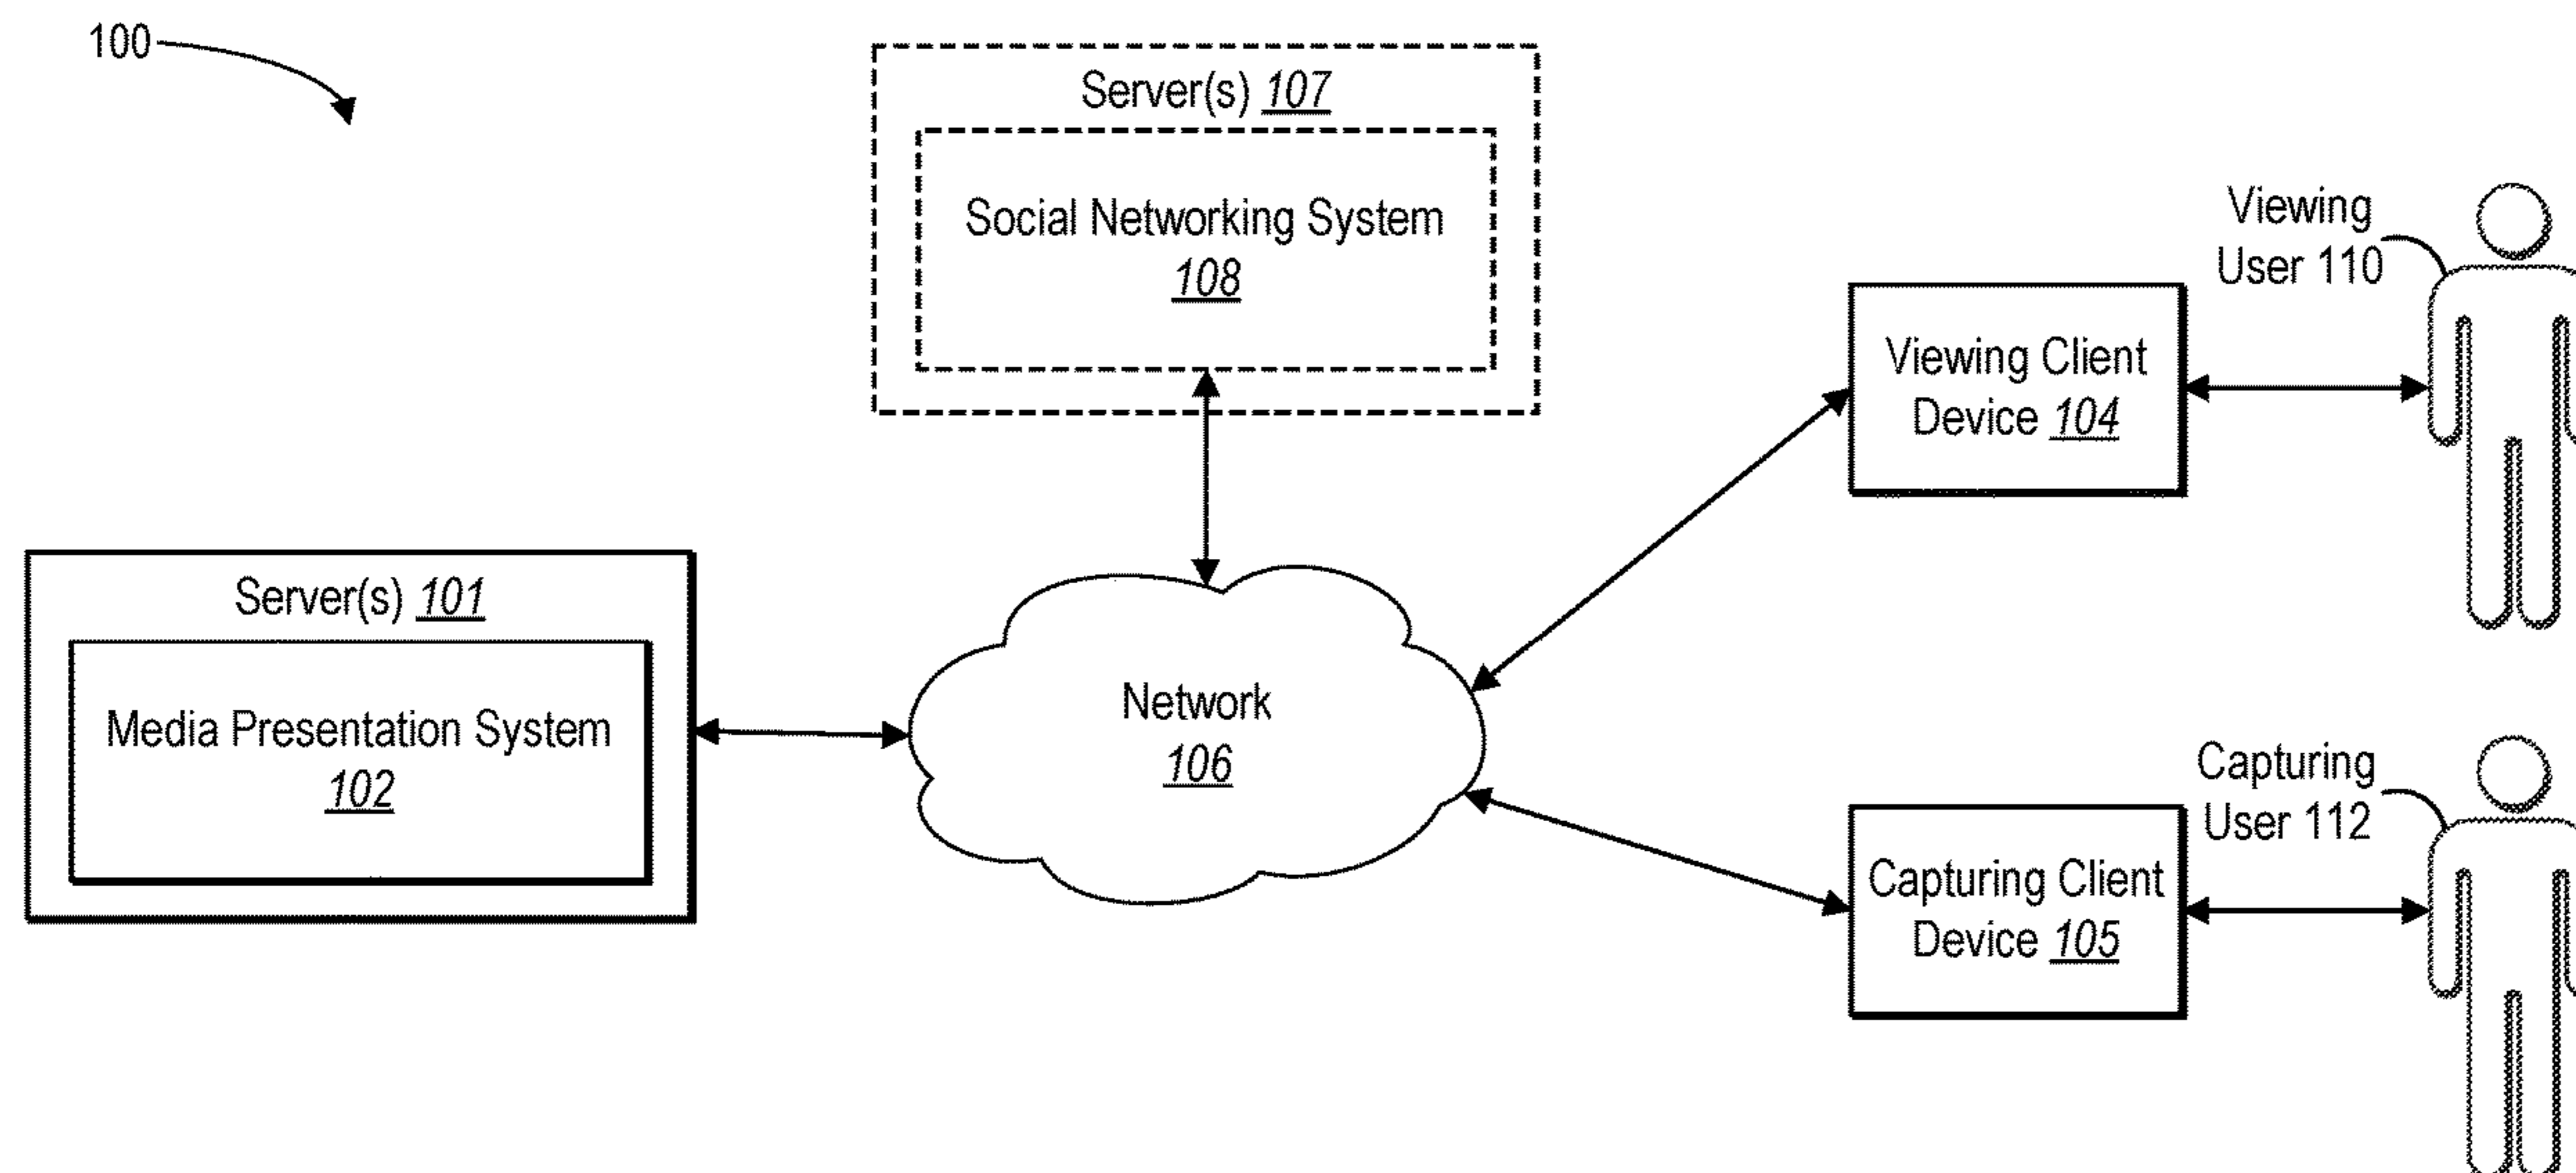 100
Server(s) 107
Social Networking System
108
Viewing
User 110
Viewing Client
Device 104
Server(s) 101
Media Presentation System
102
Network
106
Capturing
User 112
Capturing Client
Device 105